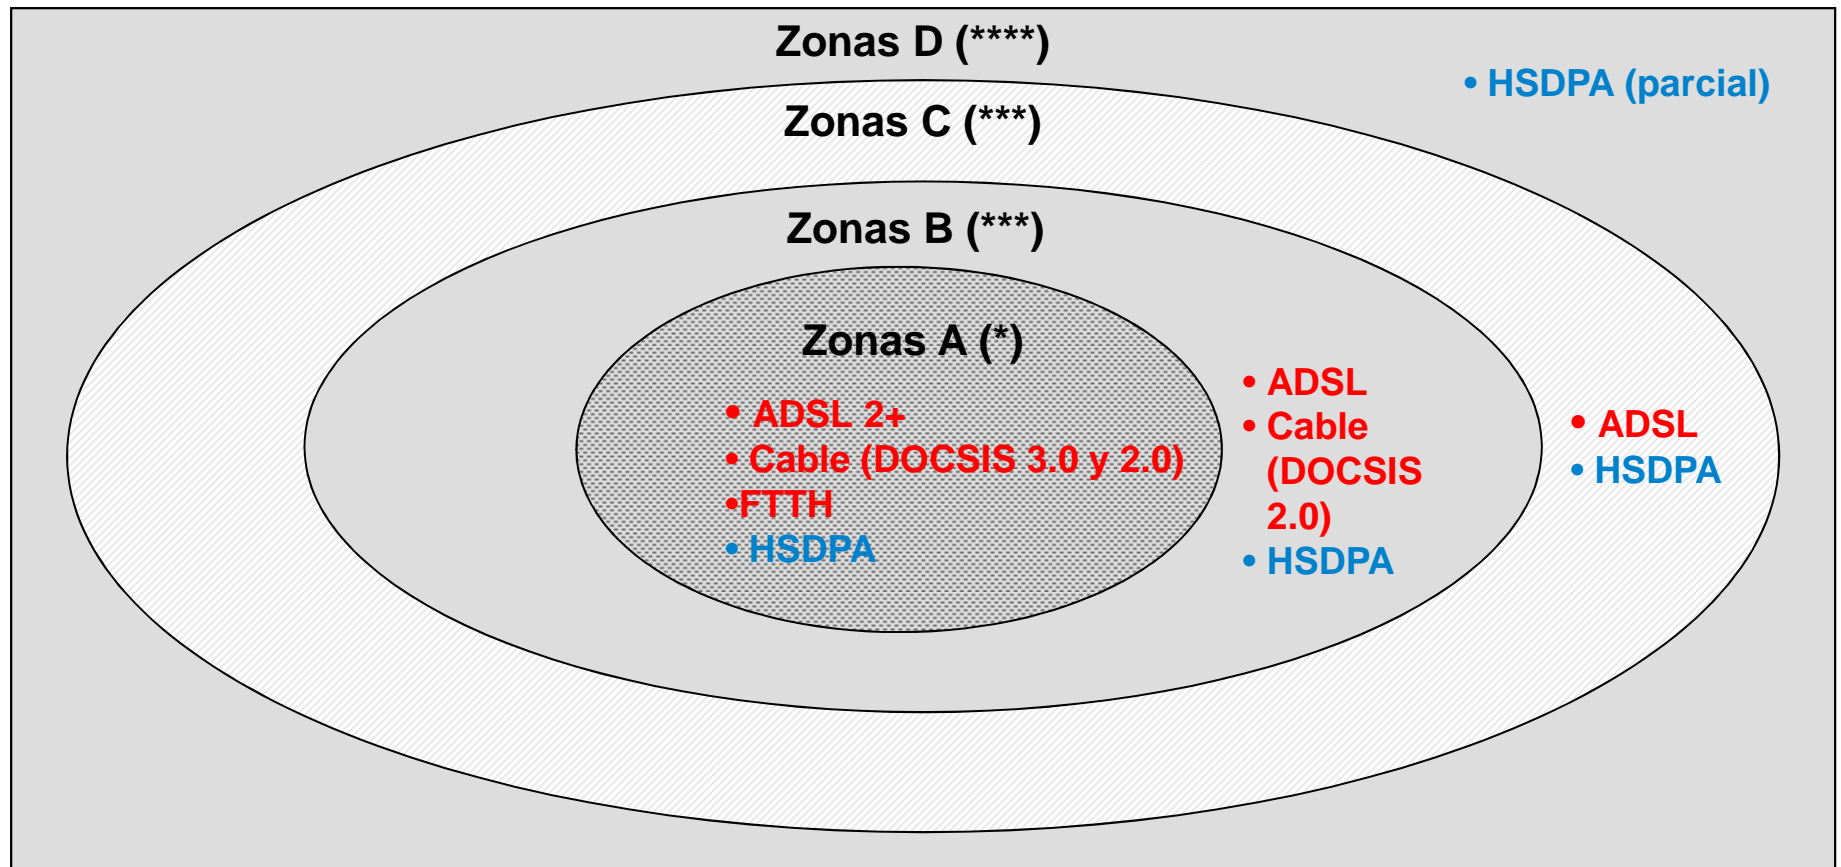 Zonas D (****)
• HSDPA (parcial)
Zonas C (***)
Zonas B (***)
Zonas A (*)
• ADSL 2+
• Cable (DOCSIS 3.0 y 2.0)
•FTTH
• HSDPA
• ADSL
• Cable
(DOCSIS
2.0)
• HSDPA
• ADSL
• HSDPA